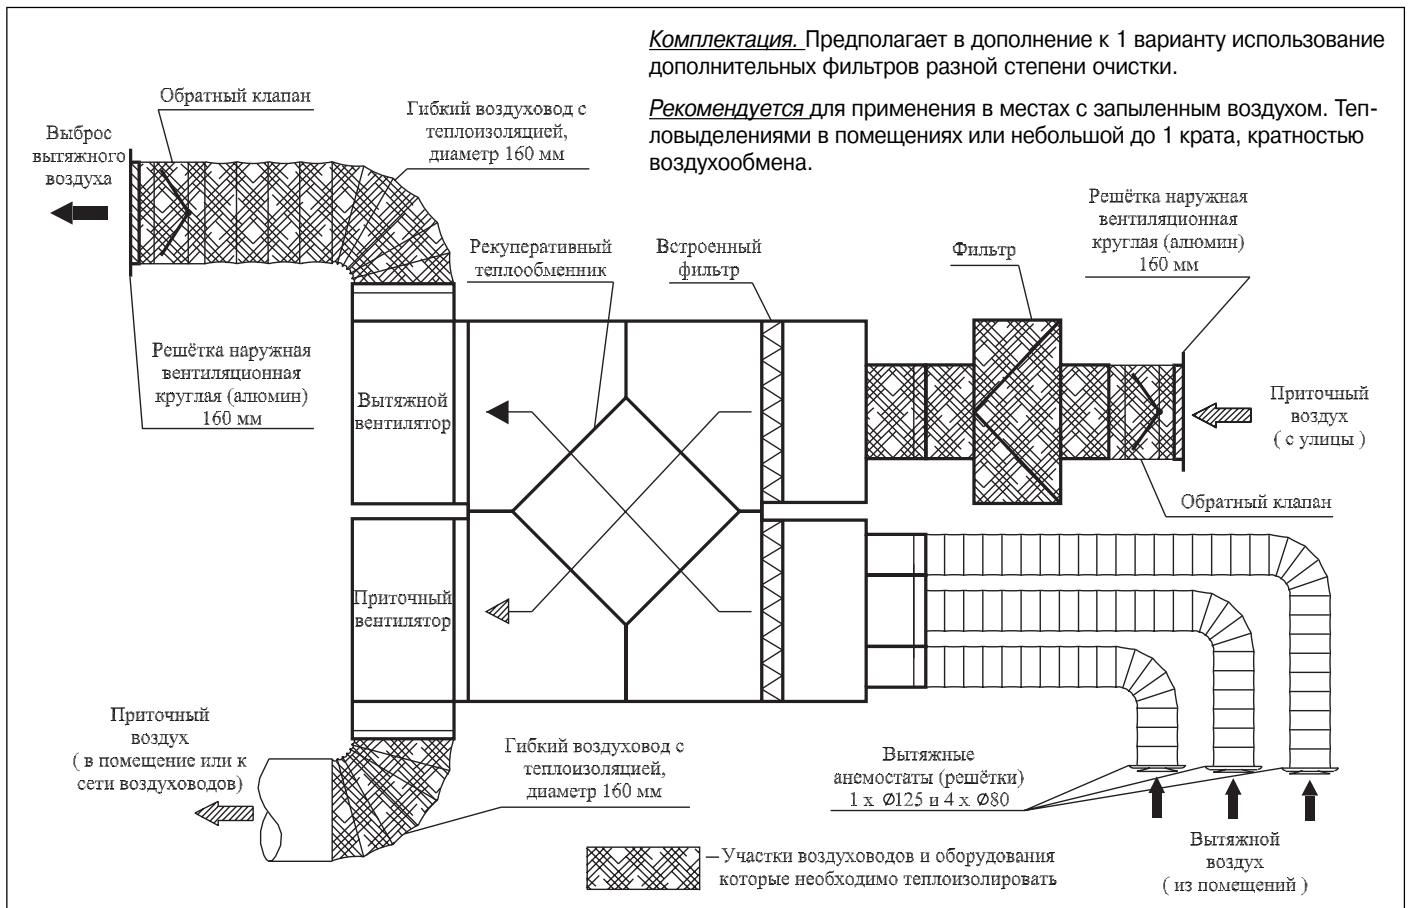 Комплектация. Предполагает в дополнение к 1 варианту использование
дополнительных фильтров разной степени очистки.
Рекомендуется для применения в местах с запыленным воздухом. Теп-
ловыделениями в помещениях или небольшой до 1 крата, кратностью
воздухообмена.
Обратный клапан
Гибкий воздуховод с
теплоизоляцией,
диаметр 160 мм
Выброс
вытяжного
воздуха
Решётка наружная
вентиляционная
круглая (алюмин)
160 мм
Рекуперативный
теплообменник
Встроенный
фильтр
Фильтр
Решётка наружная
вентиляционная
круглая (алюмин)
160 мм
Вытяжной
вентилятор
Приточный
воздух
( с улицы )
Обратный клапан
Приточный
вентилятор
Приточный
воздух
( в помещение или к
сети воздуховодов)
Гибкий воздуховод с
теплоизоляцией,
диаметр 160 мм
Вытяжные
анемостаты (решётки)
1 х Ø125 и 4 х Ø80
Вытяжной
воздух
( из помещений )
– Участки воздуховодов и оборудования
которые необходимо теплоизолировать